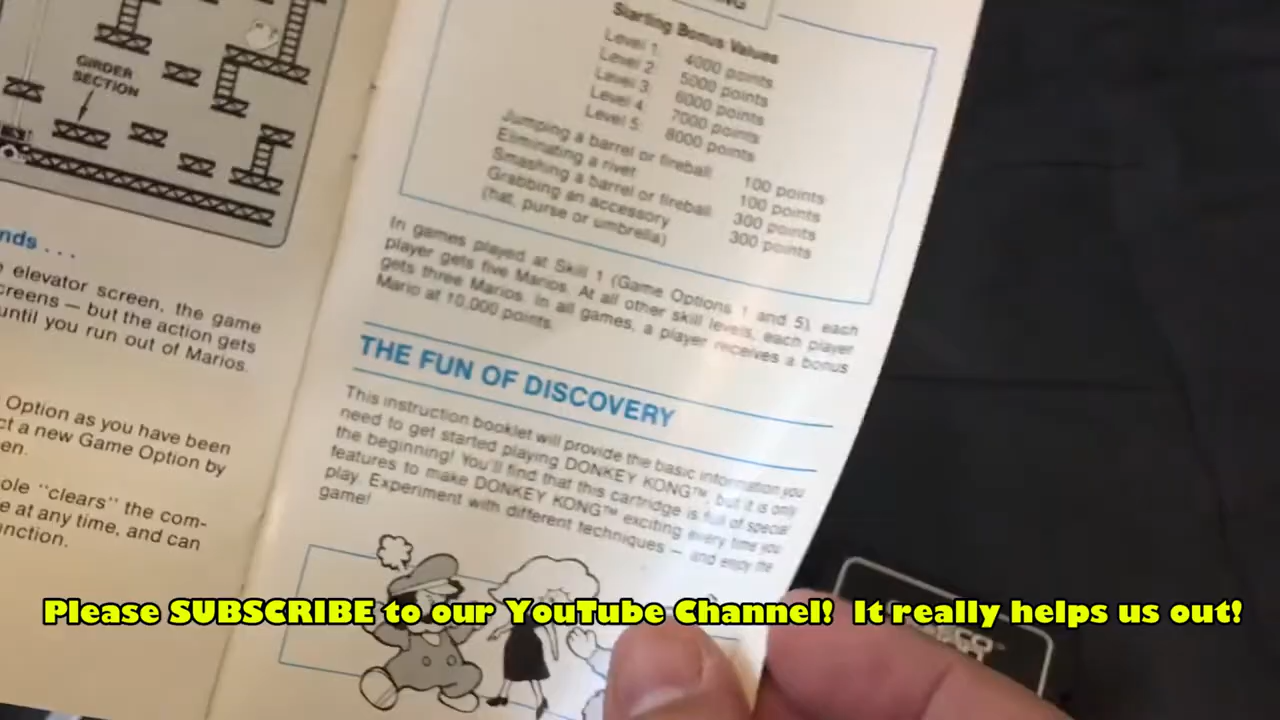 GIRDER
SECTION
nds . . .
elevator screen, the game
creens — but the action gets
until you run out of Marios.
Option as you have been
ct a new Game Option by
en.
ole "clears" the com-
e at any time, and can
nction.
NG
Starting Bonus Values
Level 1: 4000 points
Level 2: 5000 points
Level 3: 6000 points
Level 4: 7000 points
Level 5: 8000 points
Jumping a barrel or fireball 100 points
Eliminating a rivet 100 points
Smashing a barrel or fireball 300 points
Grabbing an accessory 300 points
(hat, purse or umbrella)
In games played at Skill 1 (Game Options 1 and 5), each
player gets five Marios. At all other skill levels, each player
gets three Marios. In all games, a player receives a bonus
Mario at 10,000 points.
THE FUN OF DISCOVERY
This instruction booklet will provide the basic information you
need to get started playing DONKEY KONG™, but it is only
the beginning! You'll find that this cartridge is full of special
features to make DONKEY KONG™ exciting every time you
play. Experiment with different techniques — and enjoy the
game!
Please SUBSCRIBE to our YouTube Channel! It really helps us out!